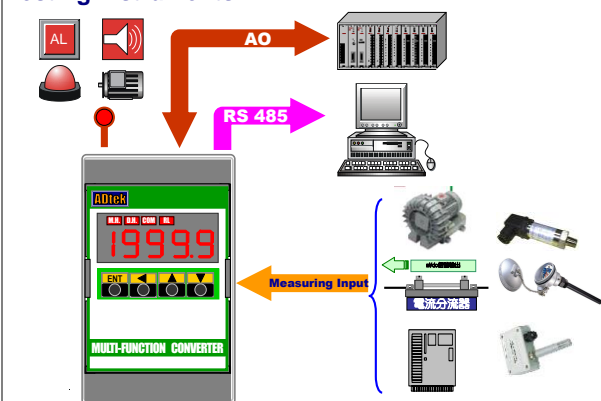 AL
AO
RS 485
ADtek
M.H. D.H. COM RL
1999.9
ENT
Measuring Input
電流分流器
MULTI-FUNCTION CONVERTER